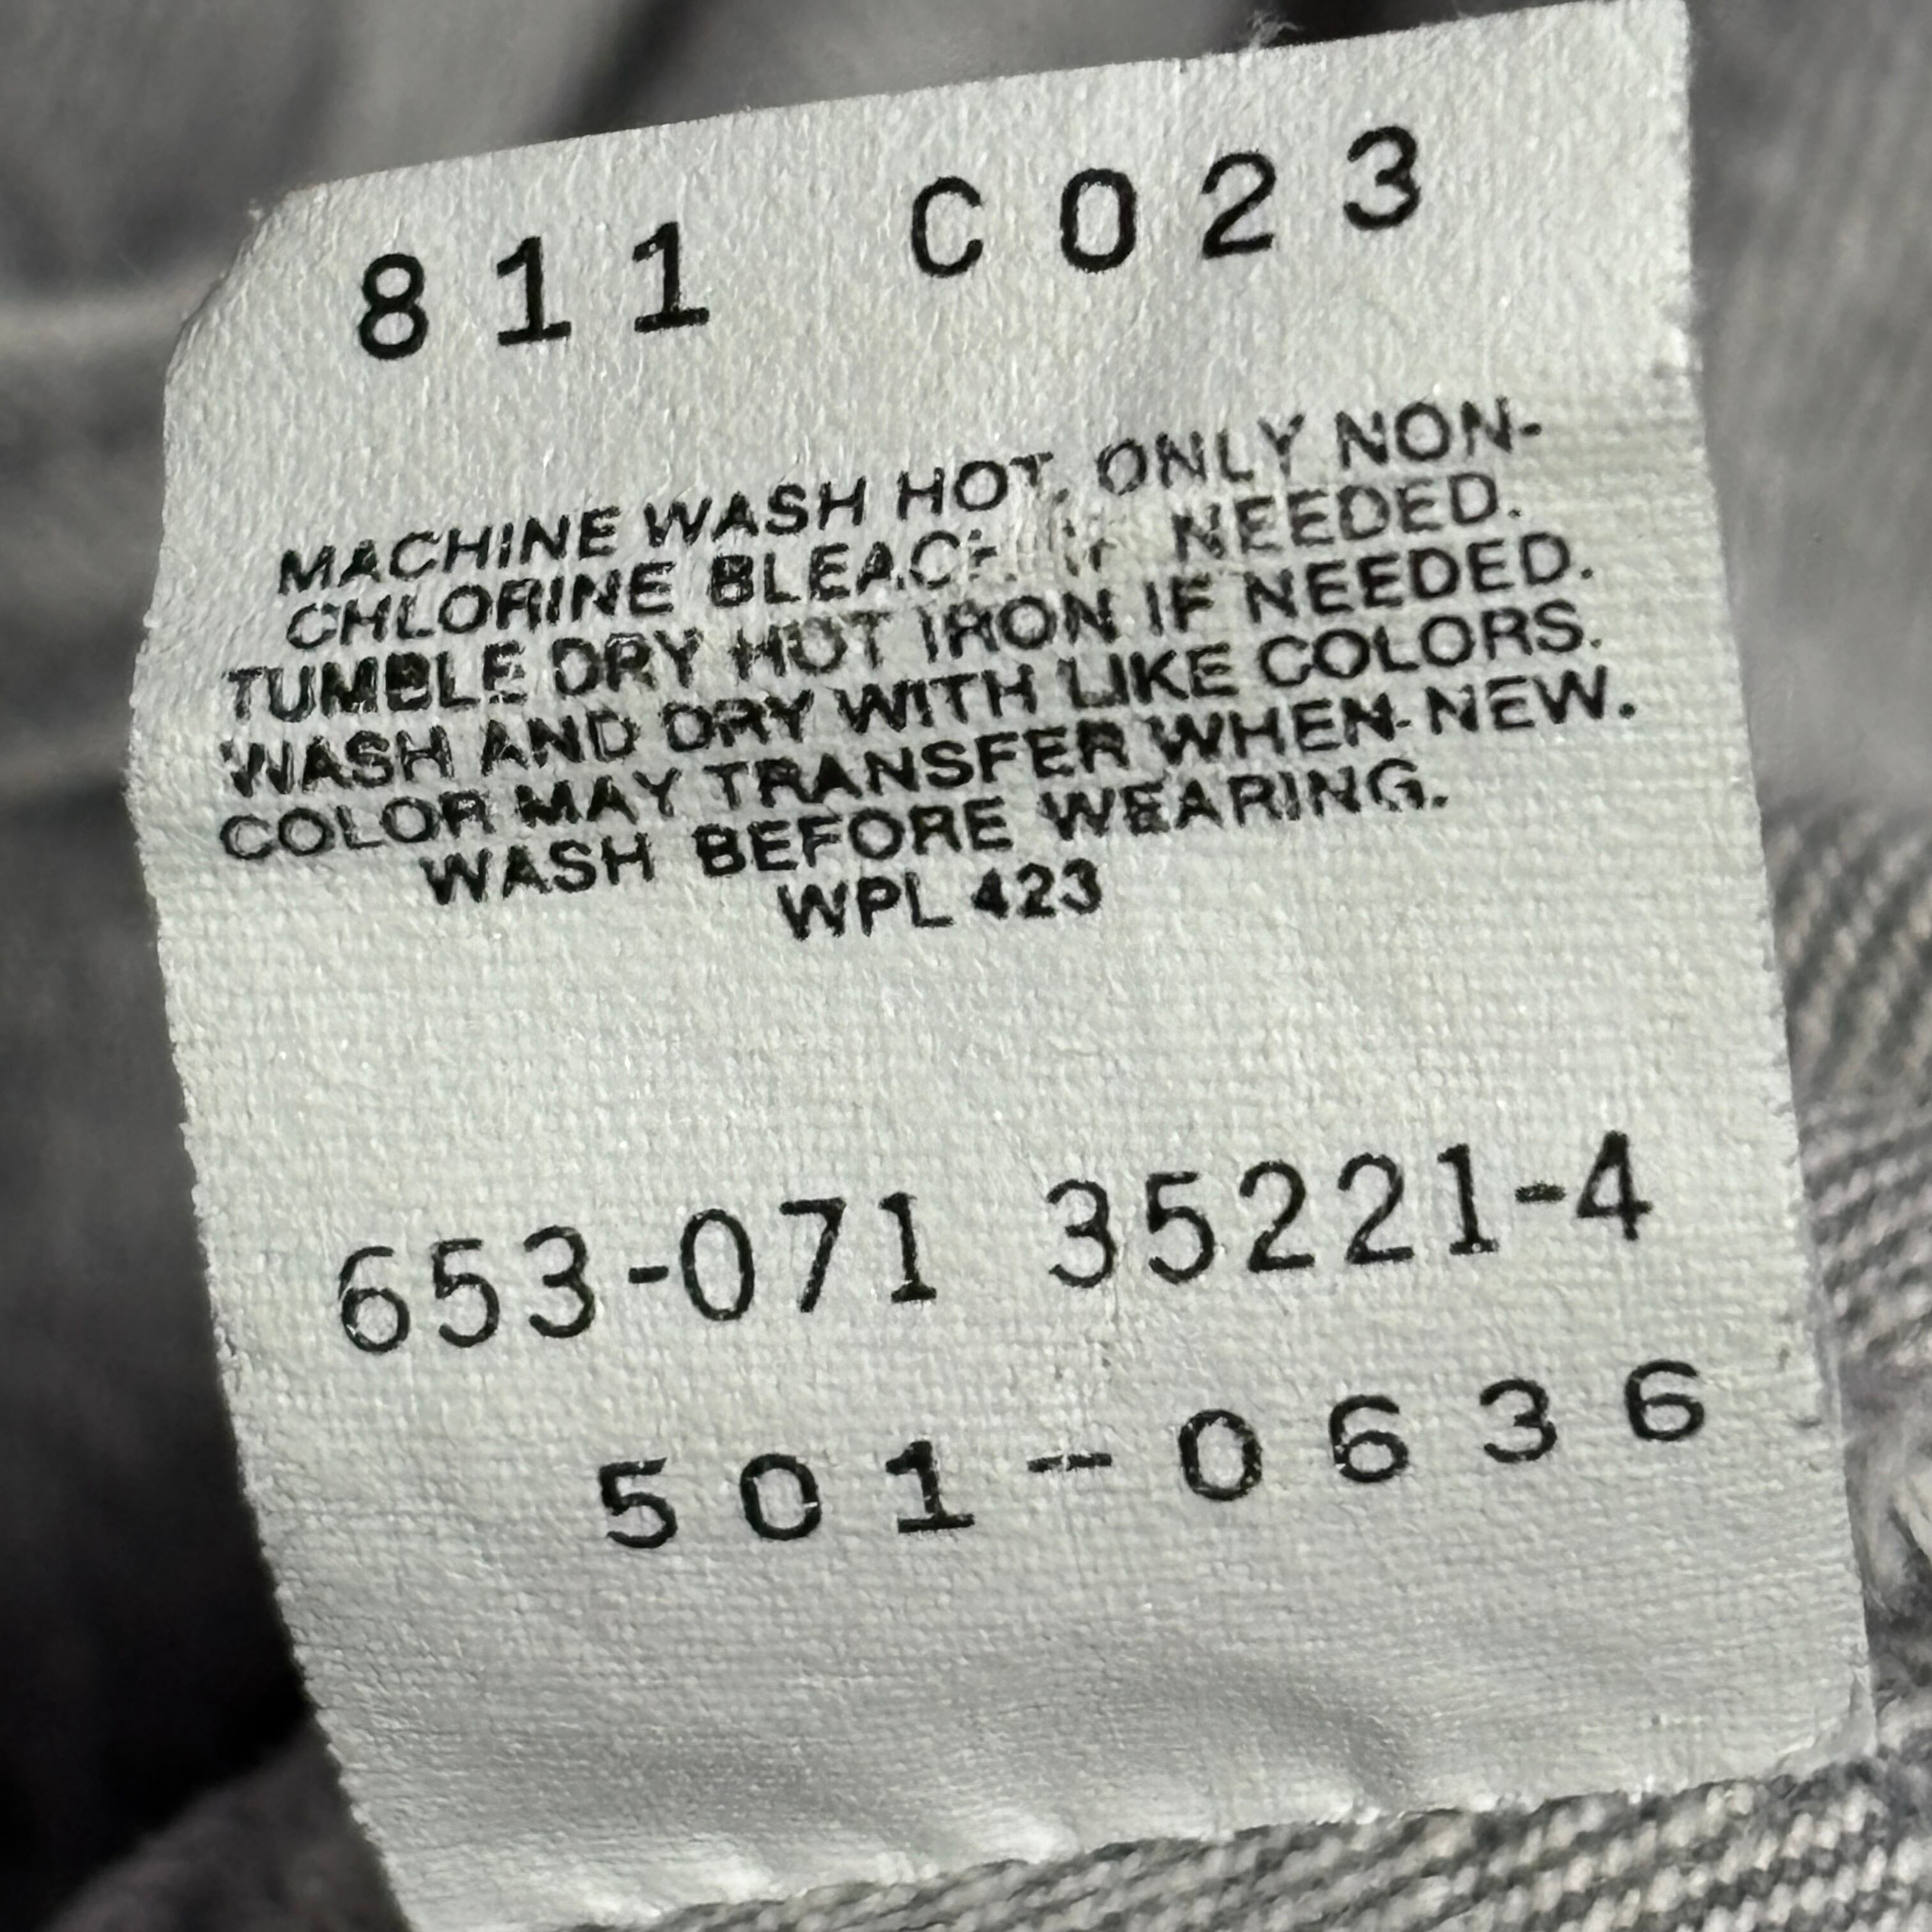 811 C023
MACHINE WASH HOT. ONLY NON-
CHLORINE BLEACH IF NEEDED.
TUMBLE DRY HOT IRON IF NEEDED.
WASH AND DRY WITH LIKE COLORS.
COLOR MAY TRANSFER WHEN NEW.
WASH BEFORE WEARING.
WPL 423
653-071 35221-4
501-0636